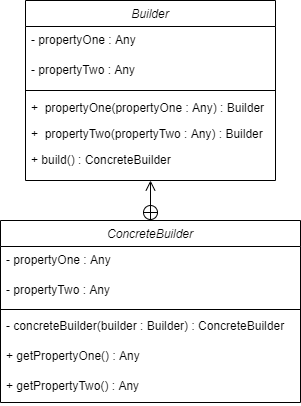 Builder
- propertyOne : Any
- propertyTwo : Any
+ propertyOne(propertyOne : Any) : Builder
+ propertyTwo(propertyTwo : Any) : Builder
+ build() : ConcreteBuilder
ConcreteBuilder
- propertyOne : Any
- propertyTwo : Any
- concreteBuilder(builder : Builder) : ConcreteBuilder
+ getPropertyOne() : Any
+ getPropertyTwo() : Any